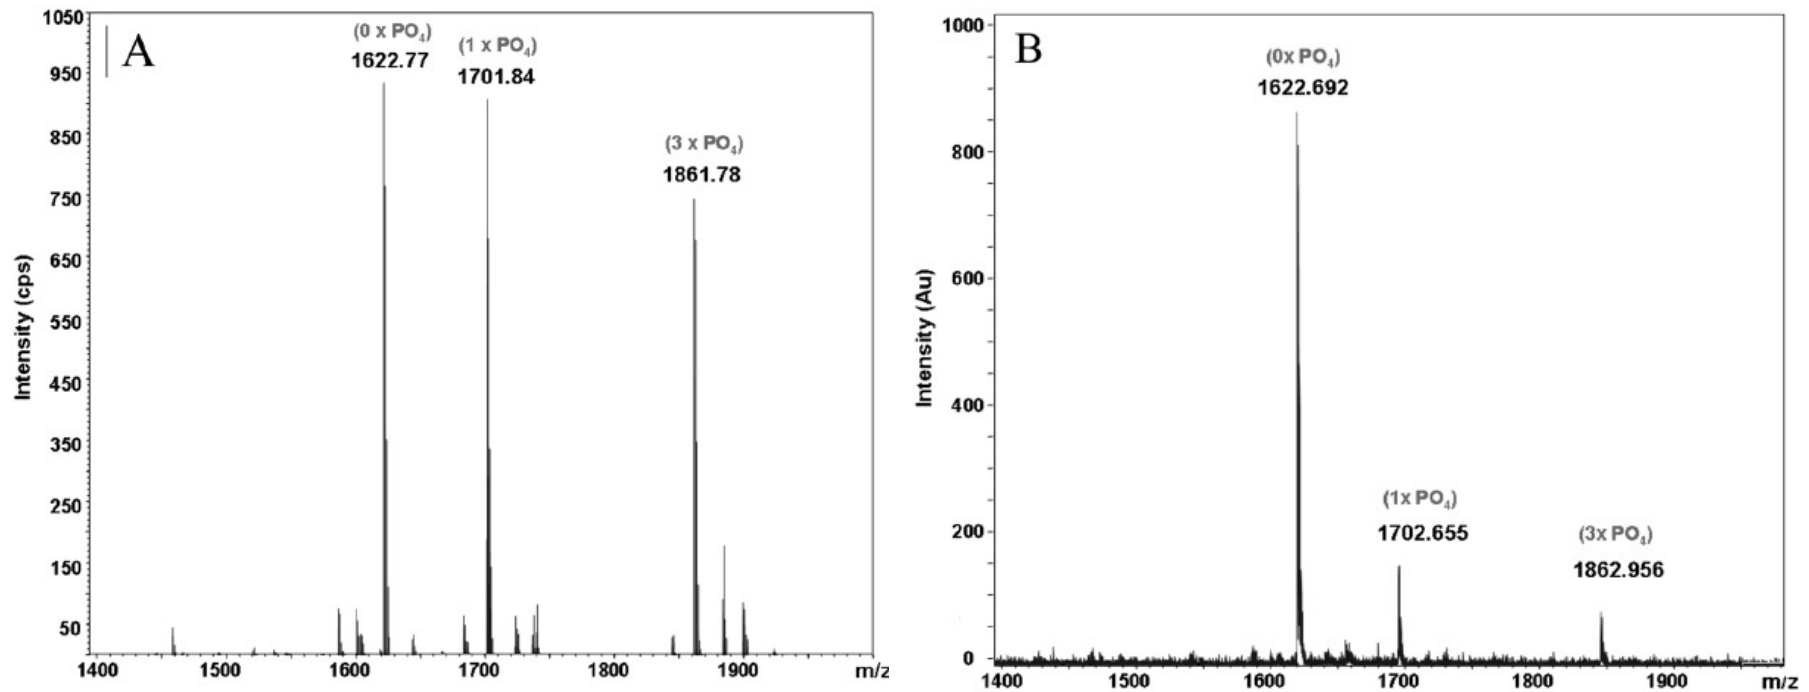 A
(0 x PO₄)
1622.77
(1 x PO₄)
1701.84
(3 x PO₄)
1861.78
Intensity (cps)
1050
950
850
750
650
550
450
350
250
150
50
1400
1500
1600
1700
1800
1900
m/z
B
(0x PO₄)
1622.692
(1x PO₄)
1702.655
(3x PO₄)
1862.956
Intensity (Au)
1000
800
600
400
200
0
1400
1500
1600
1700
1800
1900
m/z